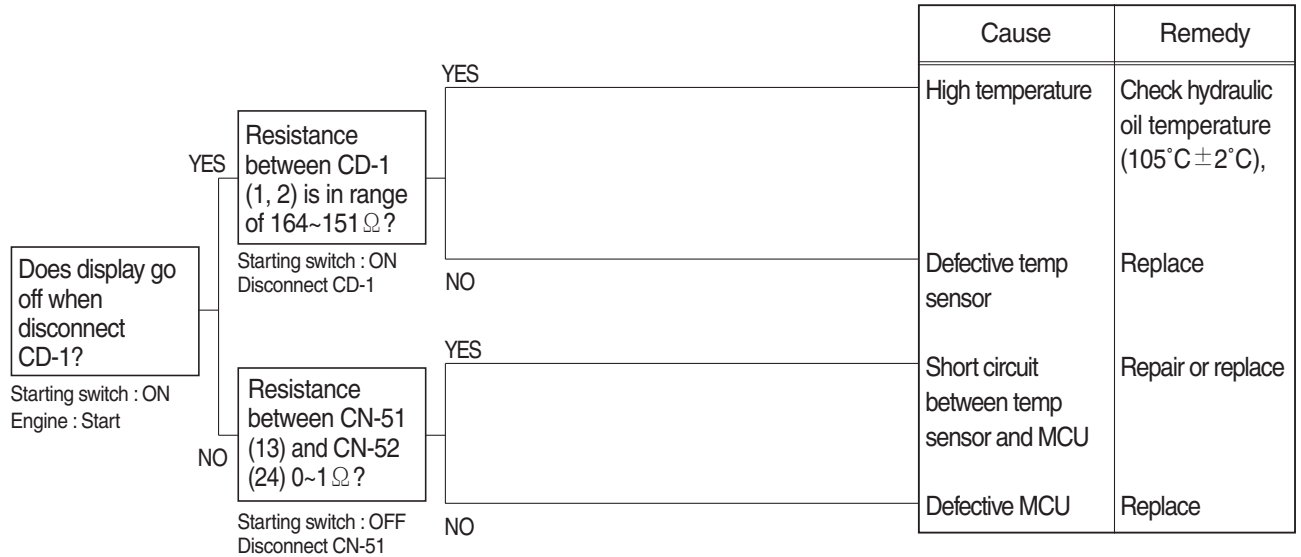 Does display go
off when
disconnect
CD-1?
Starting switch : ON
Engine : Start
YES
Resistance
between CD-1
(1, 2) is in range
of 164~151Ω?
Starting switch : ON
Disconnect CD-1
YES
NO
NO
Resistance
between CN-51
(13) and CN-52
(24) 0~1Ω?
Starting switch : OFF
Disconnect CN-51
YES
NO
Cause
Remedy
High temperature
Check hydraulic
oil temperature
(105˚C±2˚C),
Defective temp
sensor
Replace
Short circuit
between temp
sensor and MCU
Repair or replace
Defective MCU
Replace